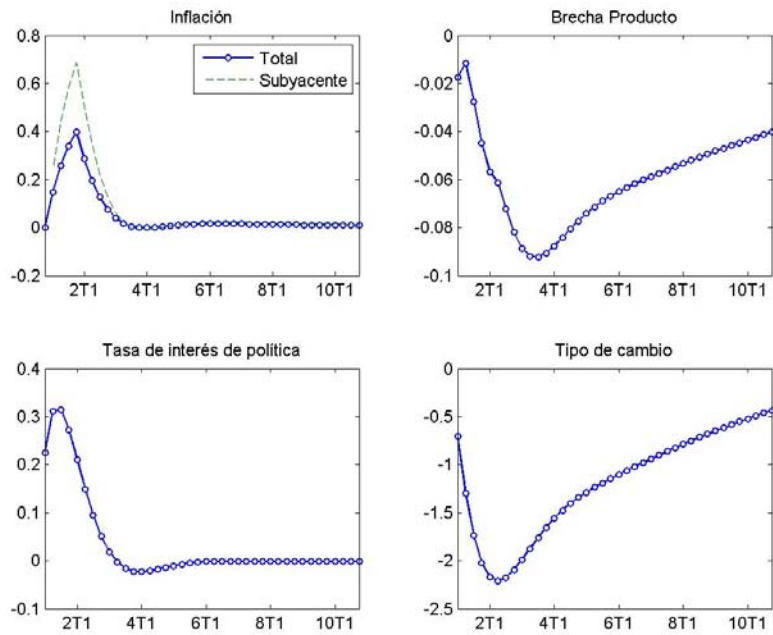 Inflación
0.8
0.6
0.4
0.2
0
-0.2
2T1 4T1 6T1 8T1 10T1
Total
Subyacente
Brecha Producto
0
-0.02
-0.04
-0.06
-0.08
-0.1
2T1 4T1 6T1 8T1 10T1
Tasa de interés de política
0.4
0.3
0.2
0.1
0
-0.1
2T1 4T1 6T1 8T1 10T1
Tipo de cambio
0
-0.5
-1
-1.5
-2
-2.5
2T1 4T1 6T1 8T1 10T1